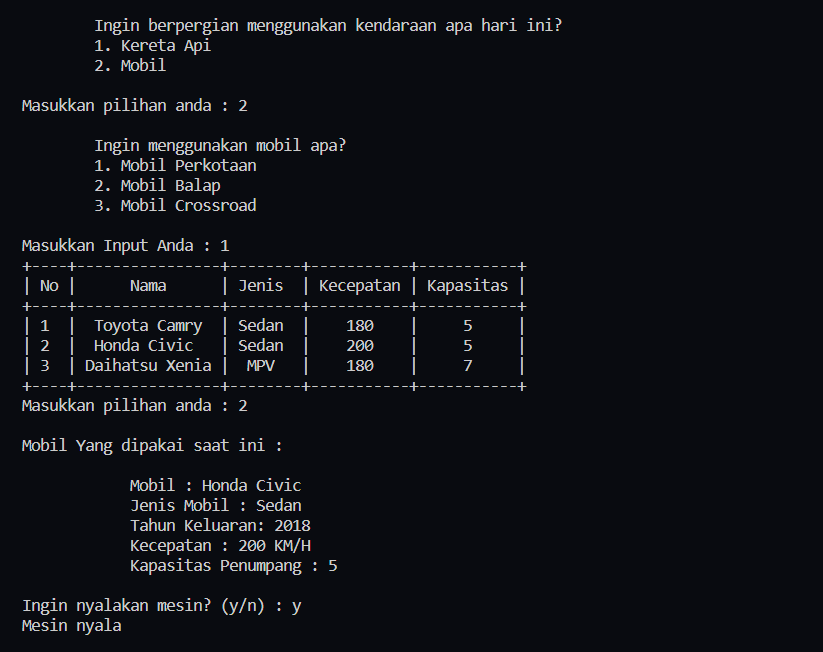 Ingin berpergian menggunakan kendaraan apa hari ini?
1. Kereta Api
2. Mobil
Masukkan pilihan anda : 2
Ingin menggunakan mobil apa?
1. Mobil Perkotaan
2. Mobil Balap
3. Mobil Crossroad
Masukkan Input Anda : 1
+----+----------------+--------+-----------+-----------+
| No |      Nama      | Jenis  | Kecepatan | Kapasitas |
+----+----------------+--------+-----------+-----------+
| 1  |  Toyota Camry  | Sedan  |    180    |     5     |
| 2  |  Honda Civic   | Sedan  |    200    |     5     |
| 3  | Daihatsu Xenia |  MPV   |    180    |     7     |
+----+----------------+--------+-----------+-----------+
Masukkan pilihan anda : 2
Mobil Yang dipakai saat ini :
Mobil : Honda Civic
Jenis Mobil : Sedan
Tahun Keluaran: 2018
Kecepatan : 200 KM/H
Kapasitas Penumpang : 5
Ingin nyalakan mesin? (y/n) : y
Mesin nyala